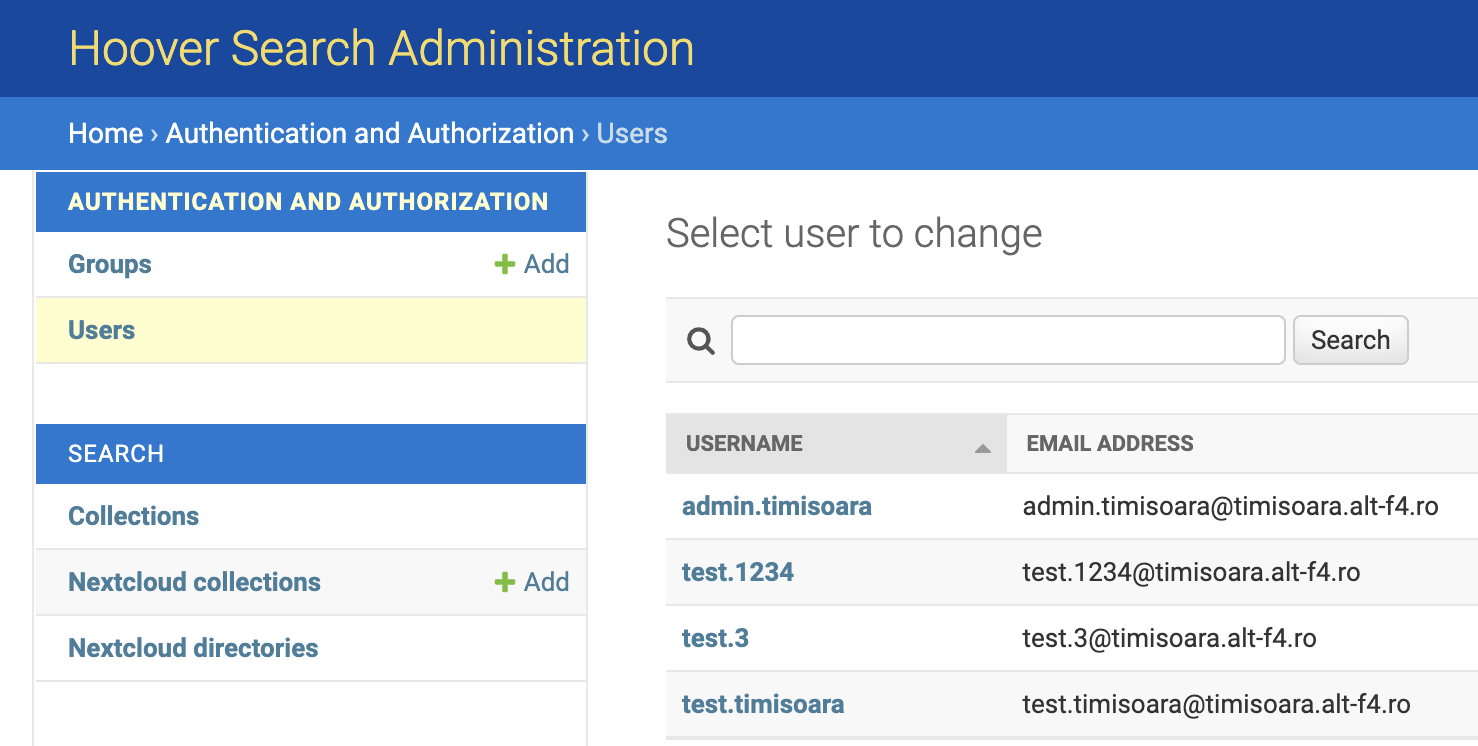 Hoover Search Administration
Home › Authentication and Authorization › Users
AUTHENTICATION AND AUTHORIZATION
Groups + Add
Users
SEARCH
Collections
Nextcloud collections + Add
Nextcloud directories
Select user to change
Search
USERNAME EMAIL ADDRESS
admin.timisoara admin.timisoara@timisoara.alt-f4.ro
test.1234 test.1234@timisoara.alt-f4.ro
test.3 test.3@timisoara.alt-f4.ro
test.timisoara test.timisoara@timisoara.alt-f4.ro